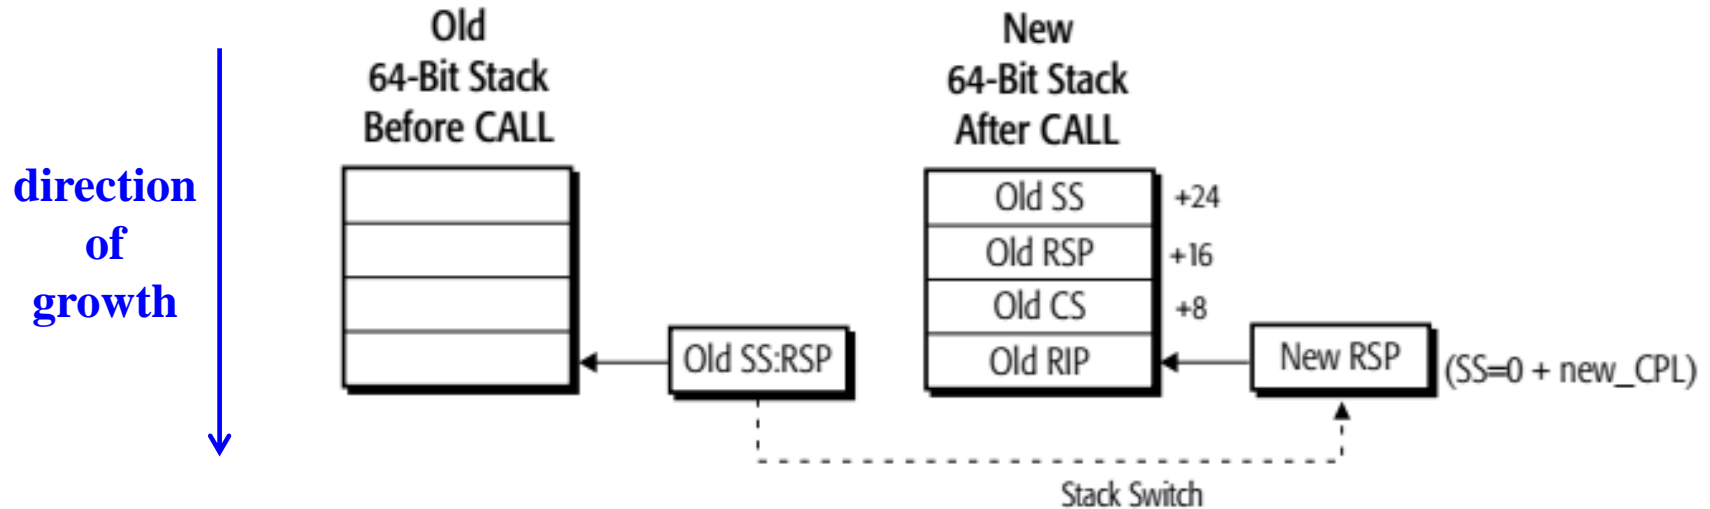 direction
of
growth
Old
64-Bit Stack
Before CALL
Old SS:RSP
New
64-Bit Stack
After CALL
Old SS
+24
Old RSP
+16
Old CS
+8
Old RIP
New RSP
(SS=0 + new_CPL)
Stack Switch